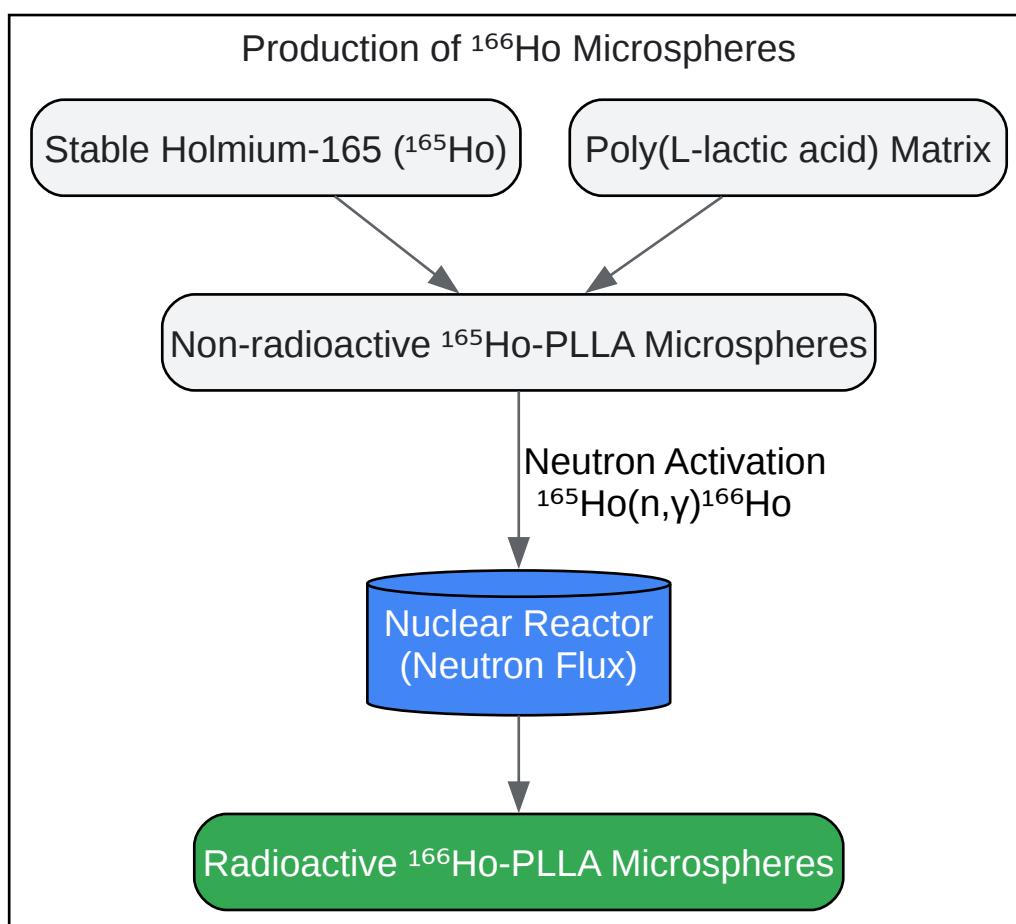 Production of ¹⁶⁶Ho Microspheres
Stable Holmium-165 (¹⁶⁵Ho)
Poly(L-lactic acid) Matrix
Non-radioactive ¹⁶⁵Ho-PLLA Microspheres
Neutron Activation
¹⁶⁵Ho(n,γ)¹⁶⁶Ho
Nuclear Reactor
(Neutron Flux)
Radioactive ¹⁶⁶Ho-PLLA Microspheres